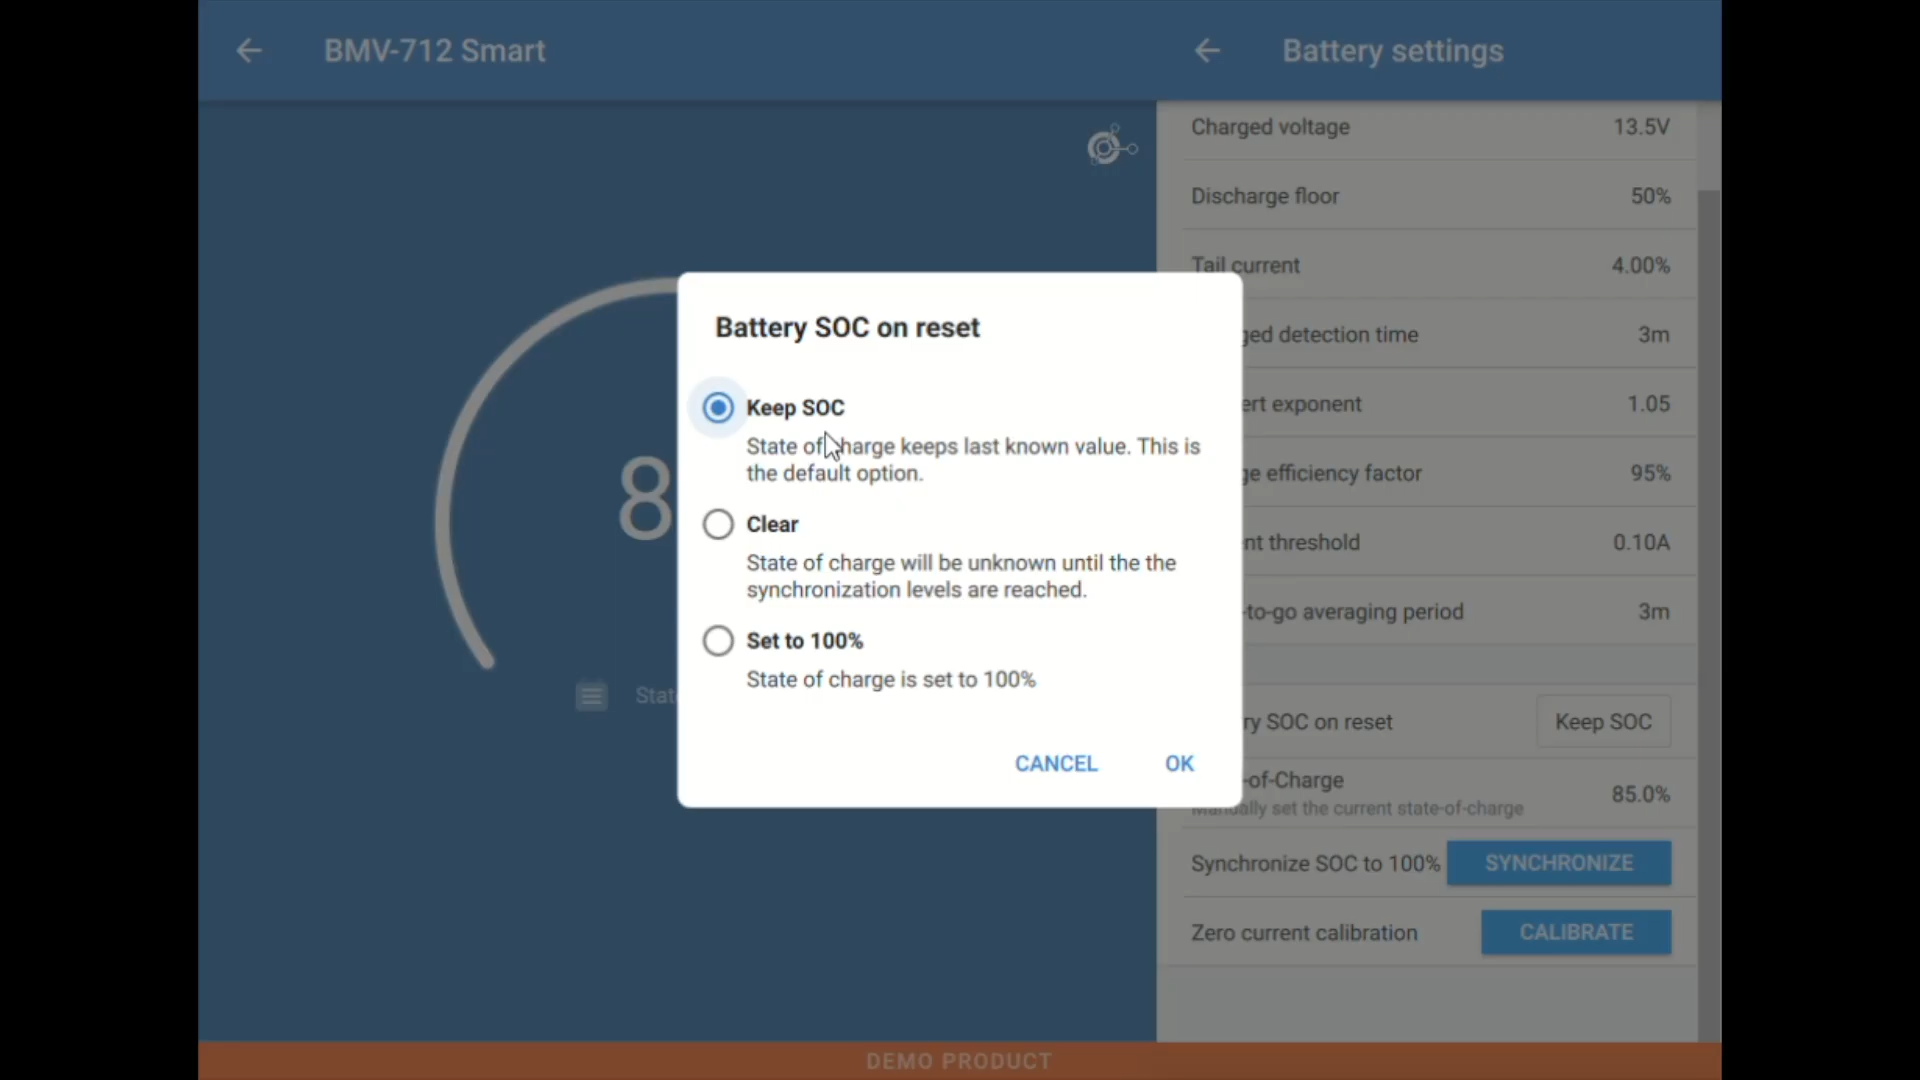 BMV-712 Smart
Battery settings
Charged voltage 13.5V
Discharge floor 50%
Tail current 4.00%
ged detection time 3m
ert exponent 1.05
ge efficiency factor 95%
nt threshold 0.10A
-to-go averaging period 3m
ry SOC on reset Keep SOC
-of-Charge 85.0%
Manually set the current state-of-charge
Synchronize SOC to 100% SYNCHRONIZE
Zero current calibration CALIBRATE
8
Stat
Battery SOC on reset
Keep SOC
State of charge keeps last known value. This is
the default option.
Clear
State of charge will be unknown until the the
synchronization levels are reached.
Set to 100%
State of charge is set to 100%
CANCEL OK
DEMO PRODUCT